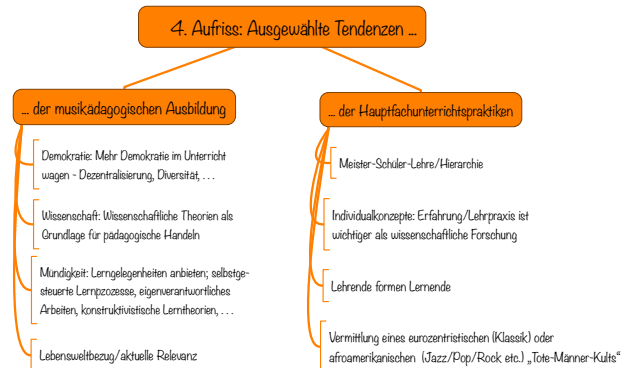 4. Aufriss: Ausgewählte Tendenzen ...
... der musikädagogischen Ausbildung
Demokratie: Mehr Demokratie im Unterricht
wagen - Dezentralisierung, Diversität, ...
Wissenschaft: Wissenschaftliche Theorien als
Grundlage für pädagogische Handeln
Mündigkeit: Lerngelegenheiten anbieten; selbstge-
steuerte Lernprozesse, eigenverantwortliches
Arbeiten, konstruktivistische Lerntheorien, ...
Lebensweltbezug/aktuelle Relevanz
... der Hauptfachunterrichtspraktiken
Meister-Schüler-Lehre/Hierarchie
Individualkonzepte: Erfahrung/Lehrpraxis ist
wichtiger als wissenschaftliche Forschung
Lehrende formen Lernende
Vermittlung eines eurozentristischen (Klassik) oder
afroamerikanischen (Jazz/Pop/Rock etc.) „Tote-Männer-Kults“